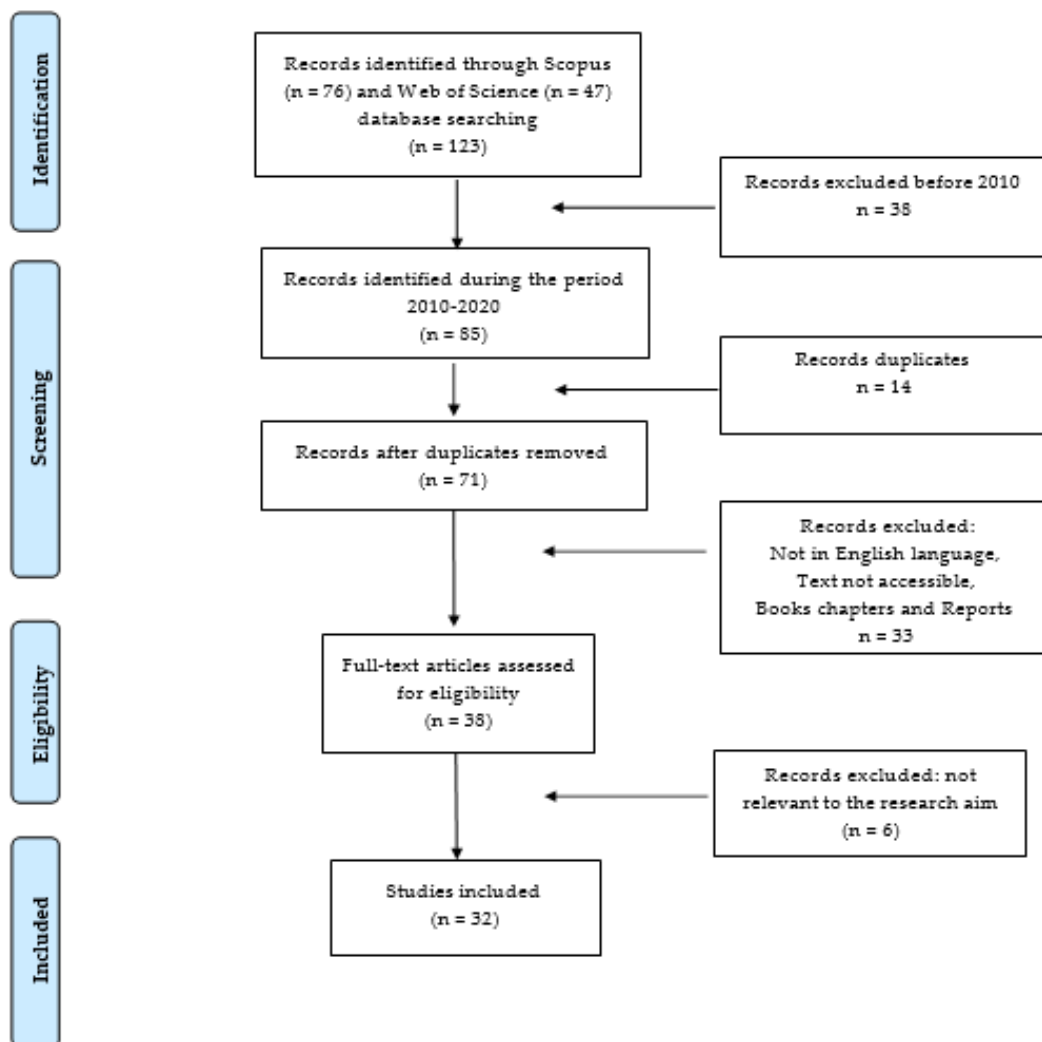 Identification
Records identified through Scopus
(n = 76) and Web of Science (n = 47)
database searching
(n = 123)
Records excluded before 2010
n = 38
Screening
Records identified during the period
2010-2020
(n = 85)
Records duplicates
n = 14
Records after duplicates removed
(n = 71)
Records excluded:
Not in English language,
Text not accessible,
Books chapters and Reports
n = 33
Eligibility
Full-text articles assessed
for eligibility
(n = 38)
Records excluded: not
relevant to the research aim
(n = 6)
Included
Studies included
(n = 32)